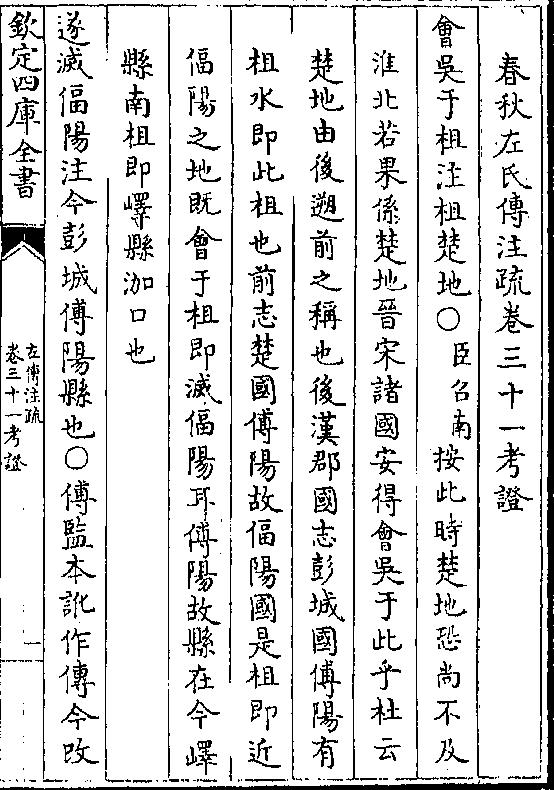 春秋左氏傳注疏卷三十一考證
會吳于柤注柤楚地○臣召南按此時楚地恐尚不及
淮北若果係楚地晉宋諸國安得會吳于此乎杜云
楚地由後遡前之稱也後漢郡國志彭城國傅陽有
柤水即此柤也前志楚國傅陽故偪陽國是柤即近
偪陽之地既會于柤即滅偪陽耳傅陽故縣在今嶧
縣南柤即嶧縣泇口也
遂滅偪陽注今彭城傅陽縣也○傅監本訛作傳今改
欽定四庫全書
左傳注疏
卷三十一考證
一